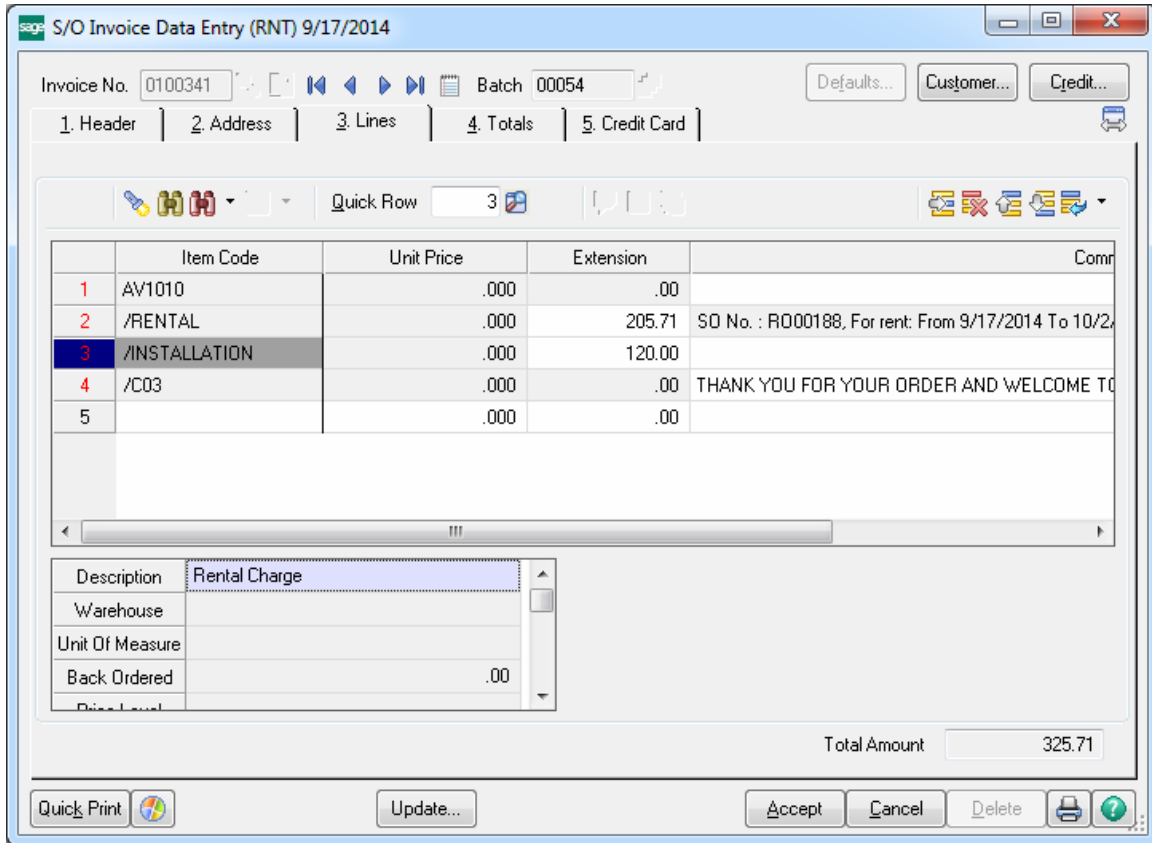 sage S/O Invoice Data Entry (RNT) 9/17/2014
Invoice No. 0100341 Batch 00054 Defaults... Customer... Credit...
1. Header 2. Address 3. Lines 4. Totals 5. Credit Card
Quick Row 3
Item Code Unit Price Extension Comm
1 AV1010 .000 .00
2 /RENTAL .000 205.71 SO No. : RO00188, For rent: From 9/17/2014 To 10/2/
3 /INSTALLATION .000 120.00
4 /C03 .000 .00 THANK YOU FOR YOUR ORDER AND WELCOME TO
5 .000 .00
Description Rental Charge
Warehouse
Unit Of Measure
Back Ordered .00
Price Level
Total Amount 325.71
Quick Print Update... Accept Cancel Delete